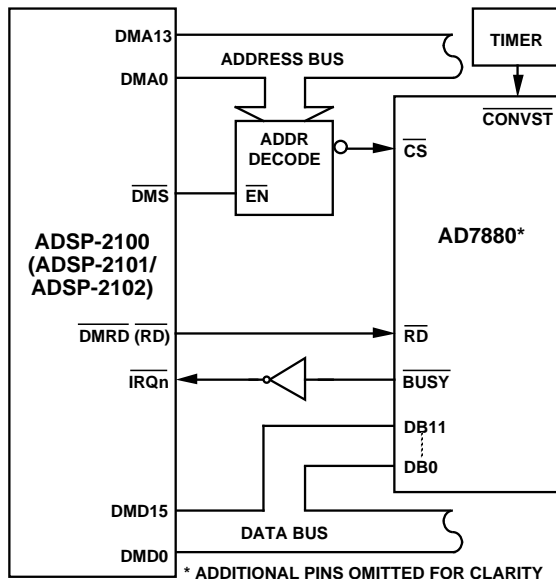 DMA13
ADDRESS BUS
TIMER
DMA0
CONVST
ADDR
DECODE
CS
DMS
EN
ADSP-2100
(ADSP-2101/
ADSP-2102)
AD7880*
DMRD (RD)
RD
IRQn
BUSY
DB11
DB0
DMD15
DATA BUS
DMD0
* ADDITIONAL PINS OMITTED FOR CLARITY